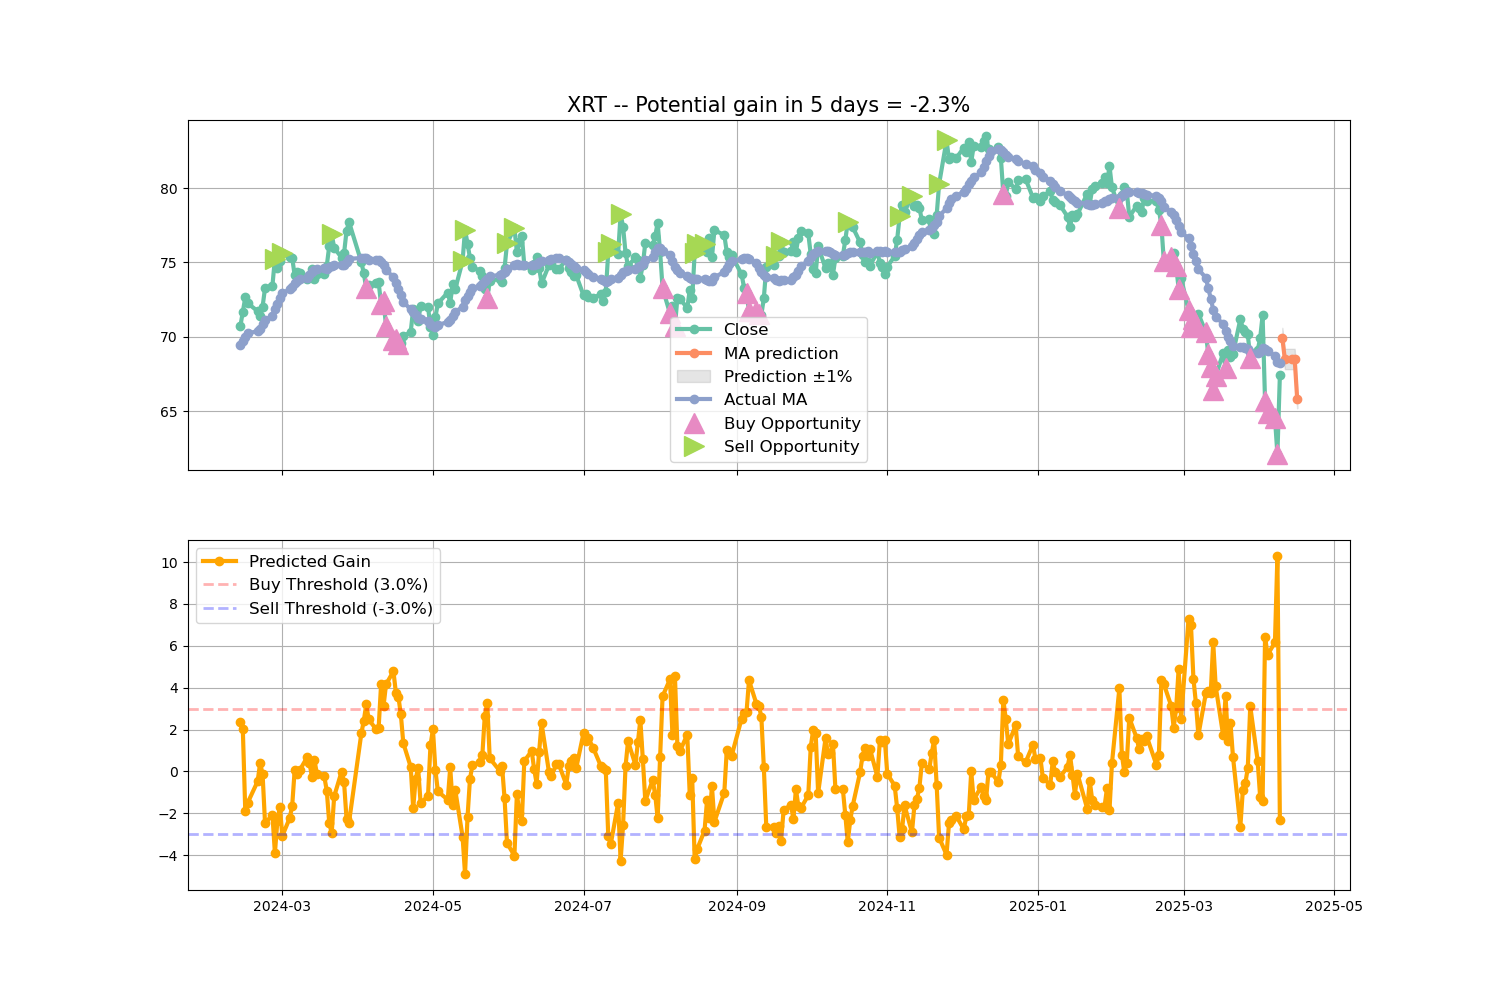 XRT -- Potential gain in 5 days = -2.3%
80
75
70
65
Close
MA prediction
Prediction ±1%
Actual MA
Buy Opportunity
Sell Opportunity
10
8
6
4
2
0
−2
−4
Predicted Gain
Buy Threshold (3.0%)
Sell Threshold (-3.0%)
2024-03 2024-05 2024-07 2024-09 2024-11 2025-01 2025-03 2025-05